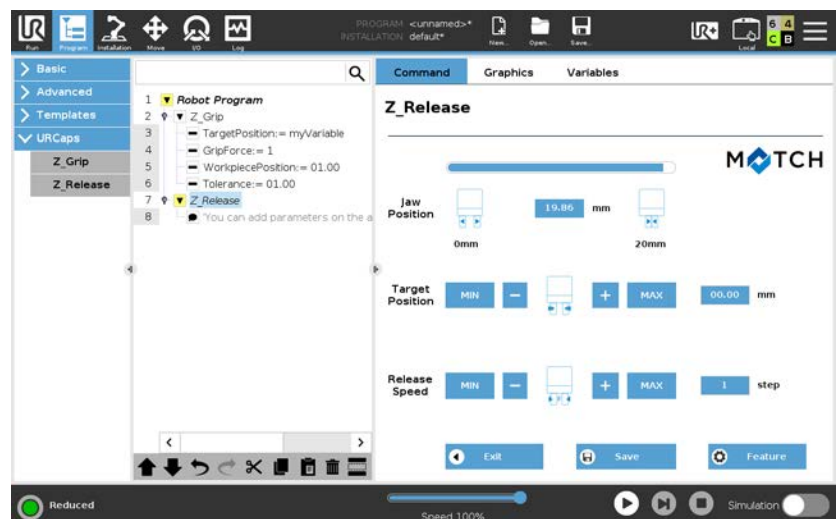 UR
PROGRAM <unnamed>*
INSTALLATION default*
Run Program Installation Move I/O Log New... Open... Save... Local
6 4
C B
Basic
Advanced
Templates
URCaps
Z_Grip
Z_Release
1 Robot Program
2 Z_Grip
3 TargetPosition:= myVariable
4 GripForce:= 1
5 WorkpiecePosition:= 01.00
6 Tolerance:= 01.00
7 Z_Release
8 'You can add parameters on the a
Command Graphics Variables
Z_Release
MATCH
Jaw
Position
19.86 mm
0mm 20mm
Target
Position
MIN − + MAX 00.00 mm
Release
Speed
MIN − + MAX 1 step
Exit Save Feature
Reduced
Speed 100%
Simulation